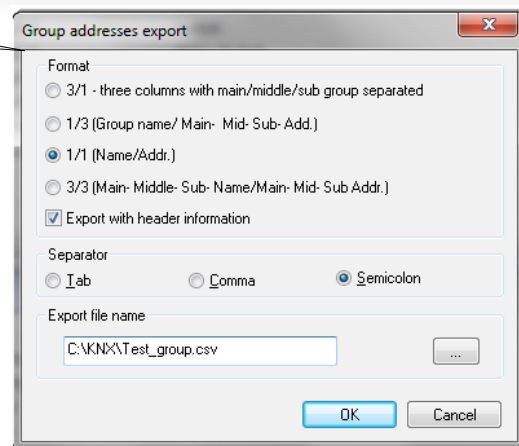 Group addresses export
Format
3/1 - three columns with main/middle/sub group separated
1/3 (Group name/ Main- Mid- Sub- Add.)
1/1 (Name/Addr.)
3/3 (Main- Middle- Sub- Name/Main- Mid- Sub Addr.)
Export with header information
Separator
Tab Comma Semicolon
Export file name
C:\KNX\Test_group.csv ...
OK Cancel